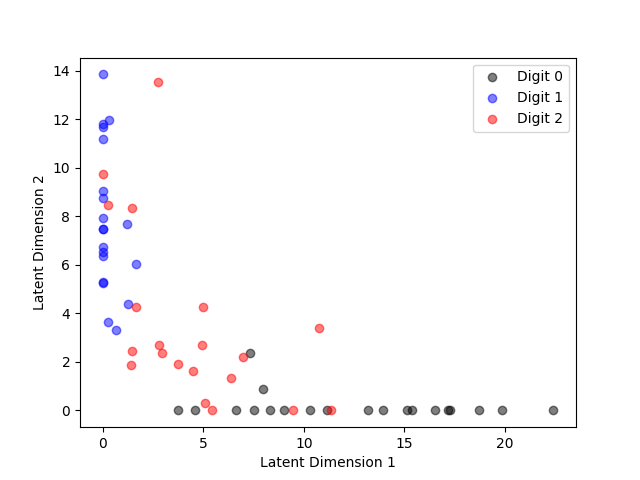 Digit 0
Digit 1
Digit 2
14
12
10
8
6
4
2
0
Latent Dimension 2
0 5 10 15 20
Latent Dimension 1